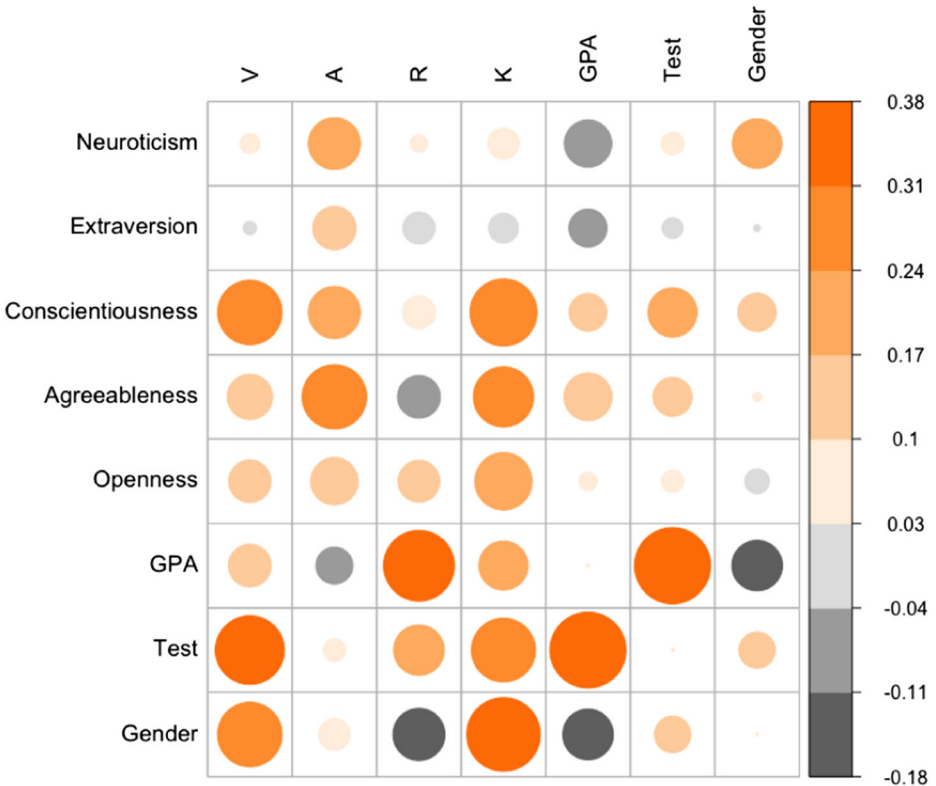 V A R K GPA Test Gender
Neuroticism
Extraversion
Conscientiousness
Agreeableness
Openness
GPA
Test
Gender
0.38
0.31
0.24
0.17
0.1
0.03
-0.04
-0.11
-0.18